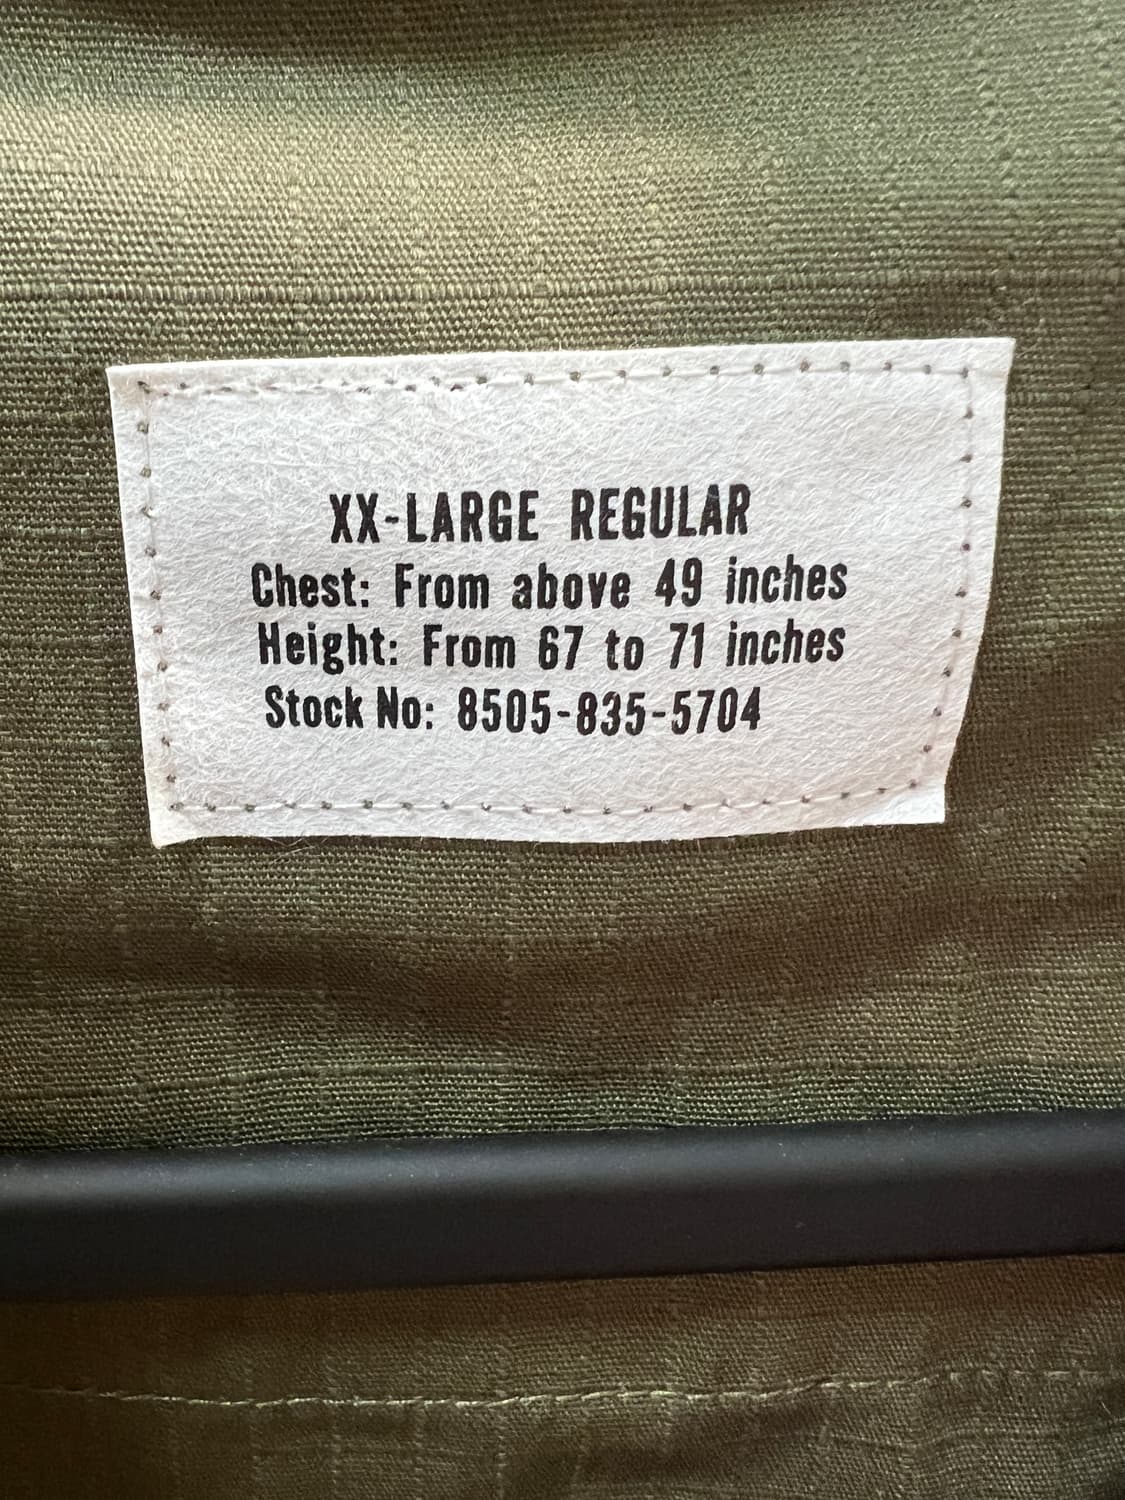 XX-LARGE REGULAR
Chest: From above 49 inches
Height: From 67 to 71 inches
Stock No: 8505-835-5704